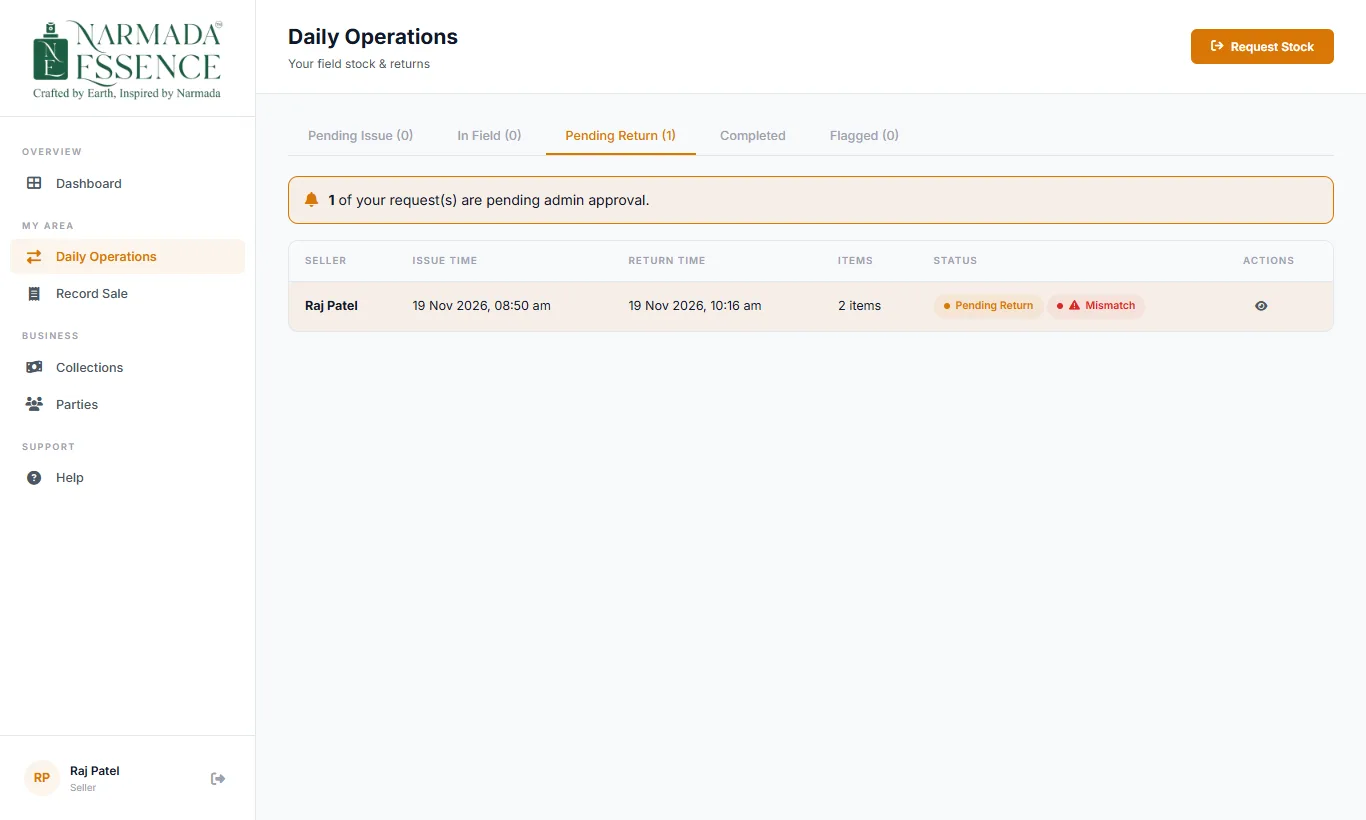 NARMADA
ESSENCE
NE
TM
Crafted by Earth, Inspired by Narmada
OVERVIEW
Dashboard
MY AREA
Daily Operations
Record Sale
BUSINESS
Collections
Parties
SUPPORT
Help
RP
Raj Patel
Seller
Daily Operations
Your field stock & returns
Request Stock
Pending Issue (0) In Field (0) Pending Return (1) Completed Flagged (0)
1 of your request(s) are pending admin approval.
SELLER ISSUE TIME RETURN TIME ITEMS STATUS ACTIONS
Raj Patel 19 Nov 2026, 08:50 am 19 Nov 2026, 10:16 am 2 items Pending Return Mismatch